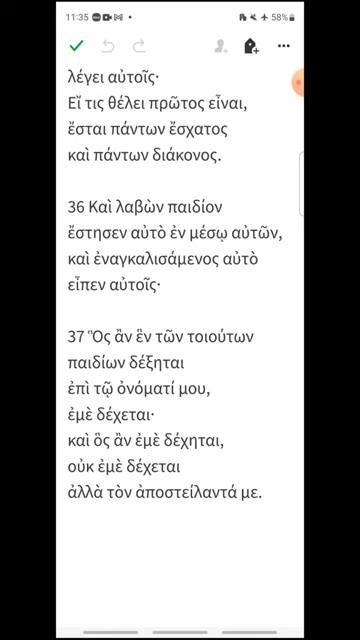 11:35
58%
λέγει αὐτοῖς·
Εἴ τις θέλει πρῶτος εἶναι,
ἔσται πάντων ἔσχατος
καὶ πάντων διάκονος.
36 Καὶ λαβὼν παιδίον
ἔστησεν αὐτὸ ἐν μέσῳ αὐτῶν,
καὶ ἐναγκαλισάμενος αὐτὸ
εἶπεν αὐτοῖς·
37 Ὃς ἂν ἓν τῶν τοιούτων
παιδίων δέξηται
ἐπὶ τῷ ὀνόματί μου,
ἐμὲ δέχεται·
καὶ ὃς ἂν ἐμὲ δέχηται,
οὐκ ἐμὲ δέχεται
ἀλλὰ τὸν ἀποστείλαντά με.